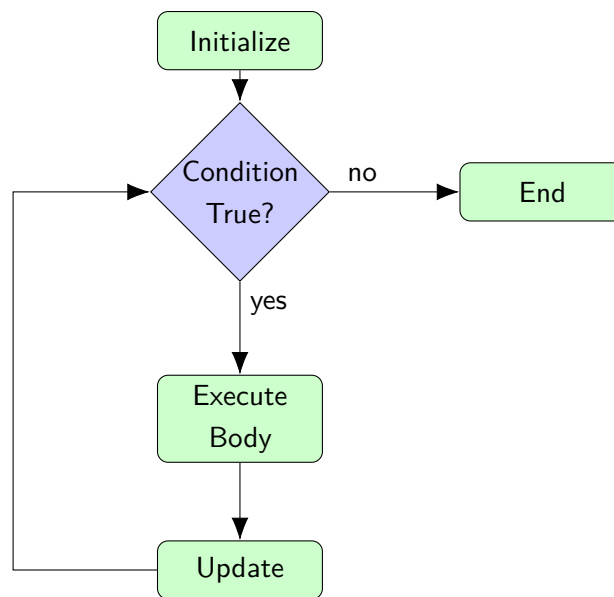 Initialize
Condition
True?
no
End
yes
Execute
Body
Update